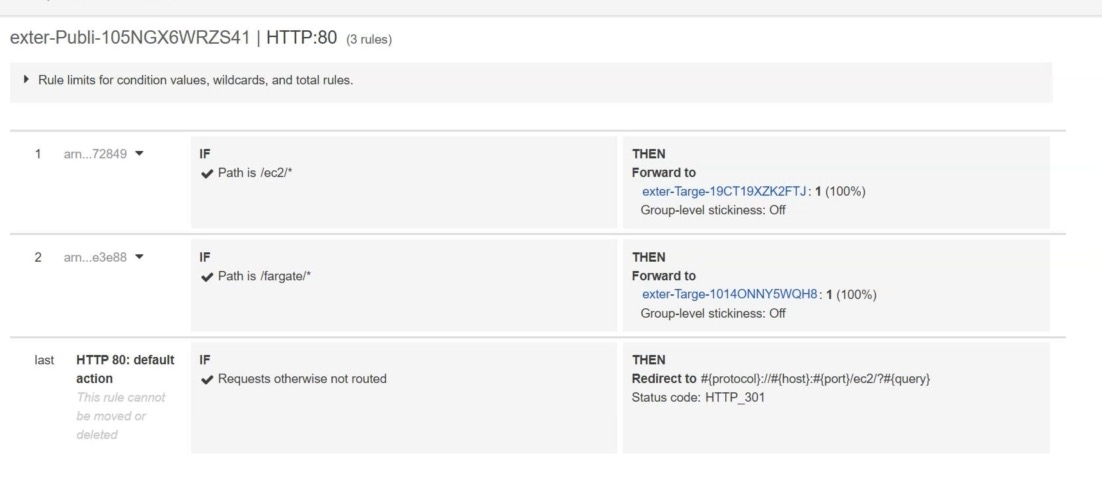 exter-Publi-105NGX6WRZS41 | HTTP:80 (3 rules)
Rule limits for condition values, wildcards, and total rules.
1 arn...72849
IF
Path is /ec2/*
THEN
Forward to
exter-Targe-19CT19XZK2FTJ: 1 (100%)
Group-level stickiness: Off
2 arn...e3e88
IF
Path is /fargate/*
THEN
Forward to
exter-Targe-1014ONNY5WQH8: 1 (100%)
Group-level stickiness: Off
last HTTP 80: default
action
This rule cannot
be moved or
deleted
IF
Requests otherwise not routed
THEN
Redirect to #{protocol}://#{host}:#{port}/ec2/?#{query}
Status code: HTTP_301